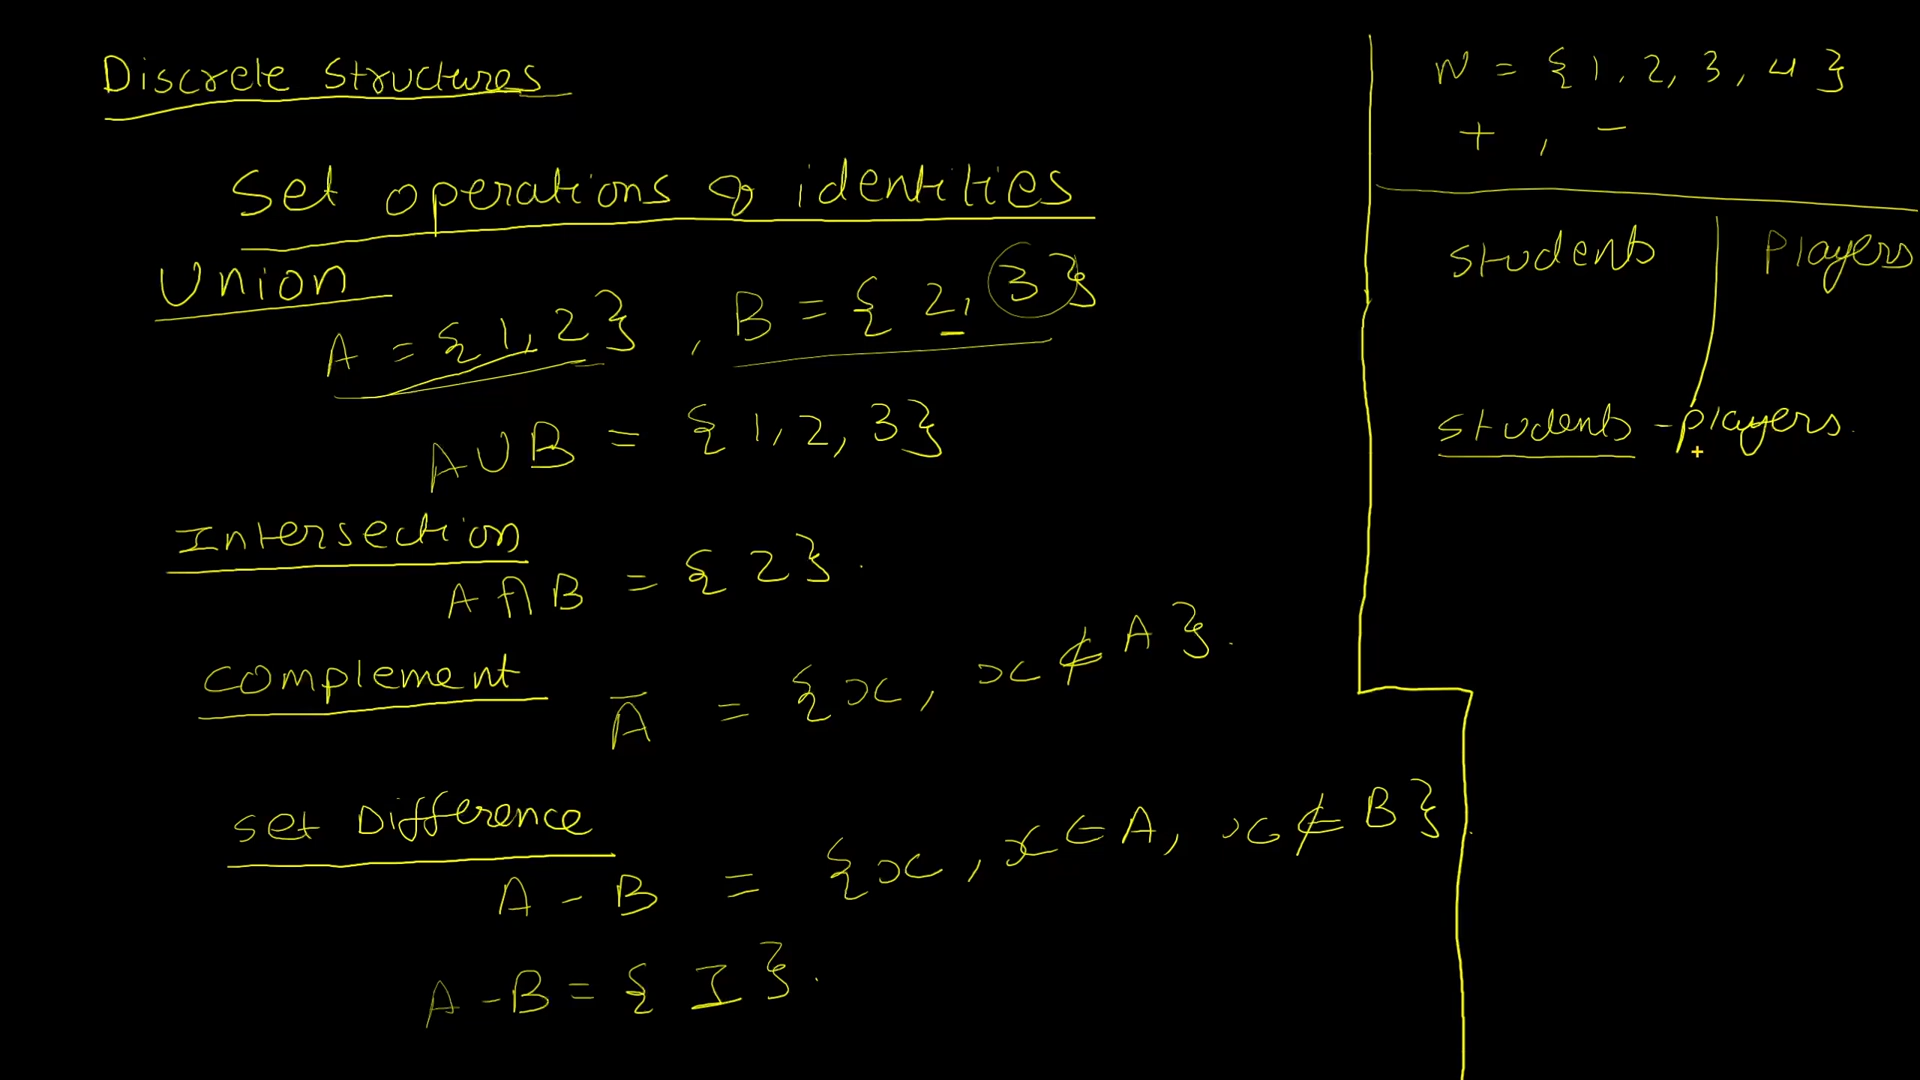 Discrete Structures
Set operations & identities
Union
A = {1, 2} , B = { 2, 3}
A∪B = {1, 2, 3}
Intersection
A ∩ B = { 2} .
Complement
A̅ = {x, x ∉ A} .
Set Difference
A - B = {x, x ∈ A, x ∉ B} .
A - B = { 1 } .
N = {1, 2, 3, 4}
+ , -
Students Players
Students - Players.